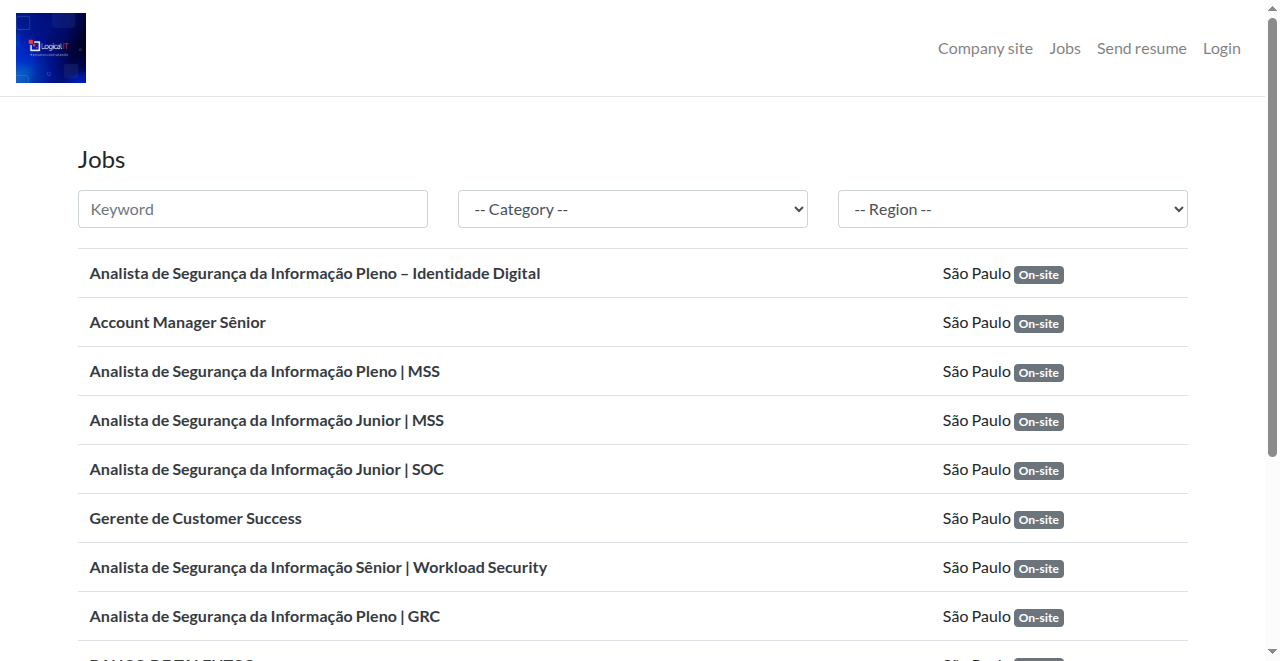 Logical IT
Company site
Jobs
Send resume
Login
Jobs
Keyword
-- Category --
-- Region --
Analista de Segurança da Informação Pleno – Identidade Digital
São Paulo On-site
Account Manager Sênior
São Paulo On-site
Analista de Segurança da Informação Pleno | MSS
São Paulo On-site
Analista de Segurança da Informação Junior | MSS
São Paulo On-site
Analista de Segurança da Informação Junior | SOC
São Paulo On-site
Gerente de Customer Success
São Paulo On-site
Analista de Segurança da Informação Sênior | Workload Security
São Paulo On-site
Analista de Segurança da Informação Pleno | GRC
São Paulo On-site